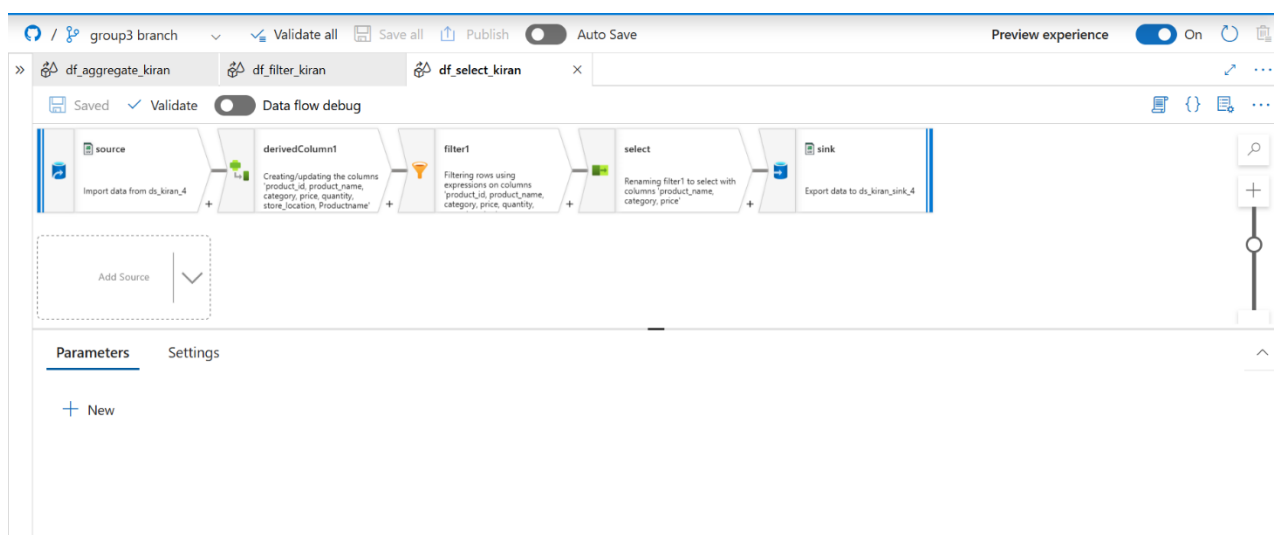 / group3 branch Validate all Save all Publish Auto Save Preview experience On
» df_aggregate_kiran df_filter_kiran df_select_kiran ×
Saved Validate Data flow debug {}
source
Import data from ds_kiran_4
+
derivedColumn1
Creating/updating the columns
'product_id, product_name,
category, price, quantity,
store_location, Productname'
+
filter1
Filtering rows using
expressions on columns
'product_id, product_name,
category, price, quantity,
+
select
Renaming filter1 to select with
columns 'product_name,
category, price'
+
sink
Export data to ds_kiran_sink_4
Add Source
Parameters Settings
+ New